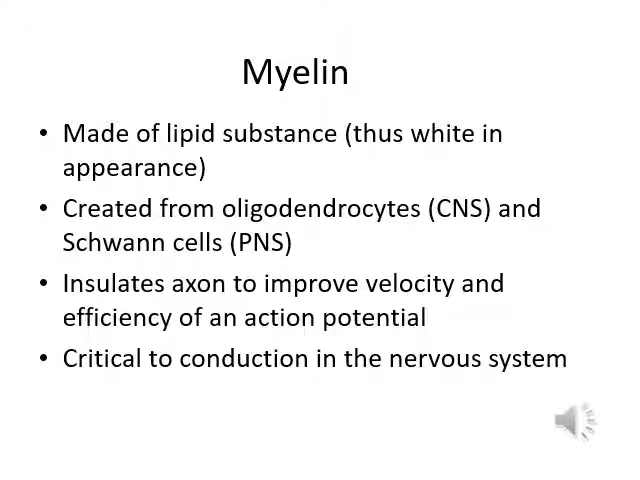 Myelin
• Made of lipid substance (thus white in
appearance)
• Created from oligodendrocytes (CNS) and
Schwann cells (PNS)
• Insulates axon to improve velocity and
efficiency of an action potential
• Critical to conduction in the nervous system